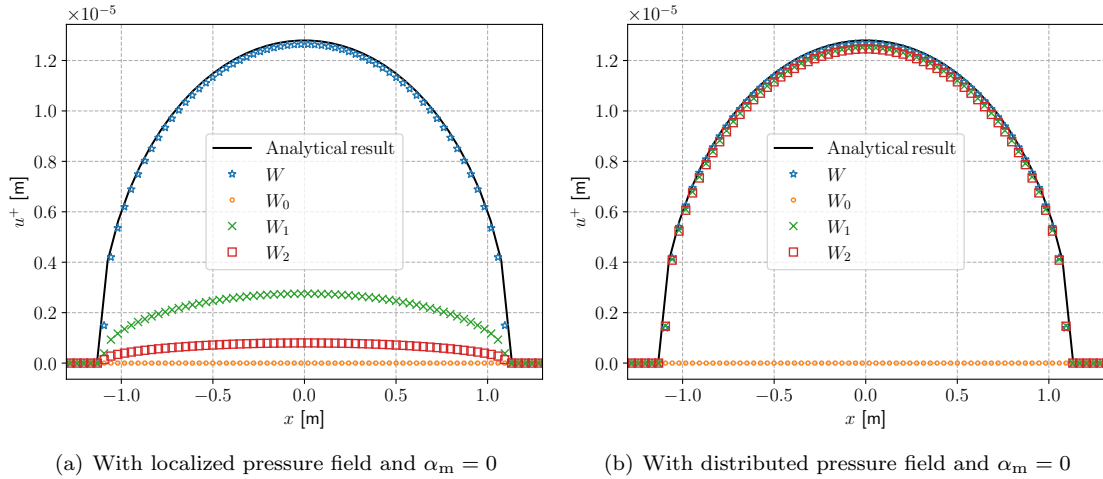 ×10⁻⁵
1.2
1.0
0.8
0.6
0.4
0.2
0.0
u⁺ [m]
−1.0 −0.5 0.0 0.5 1.0
x [m]
Analytical result
W
W₀
W₁
W₂
(a) With localized pressure field and αₘ = 0
×10⁻⁵
1.2
1.0
0.8
0.6
0.4
0.2
0.0
u⁺ [m]
−1.0 −0.5 0.0 0.5 1.0
x [m]
Analytical result
W
W₀
W₁
W₂
(b) With distributed pressure field and αₘ = 0